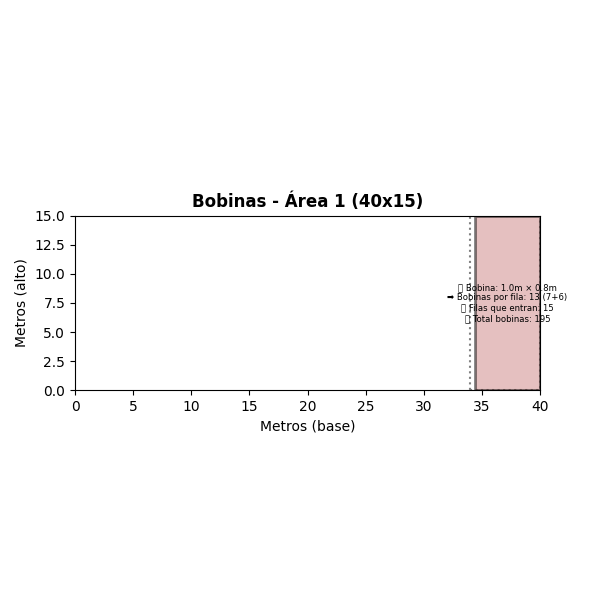 Bobinas - Área 1 (40x15)
Metros (alto)
15.0
12.5
10.0
7.5
5.0
2.5
0.0
Bobina: 1.0m × 0.8m
➡ Bobinas por fila: 13 (7+6)
Filas que entran: 15
Total bobinas: 195
0 5 10 15 20 25 30 35 40
Metros (base)